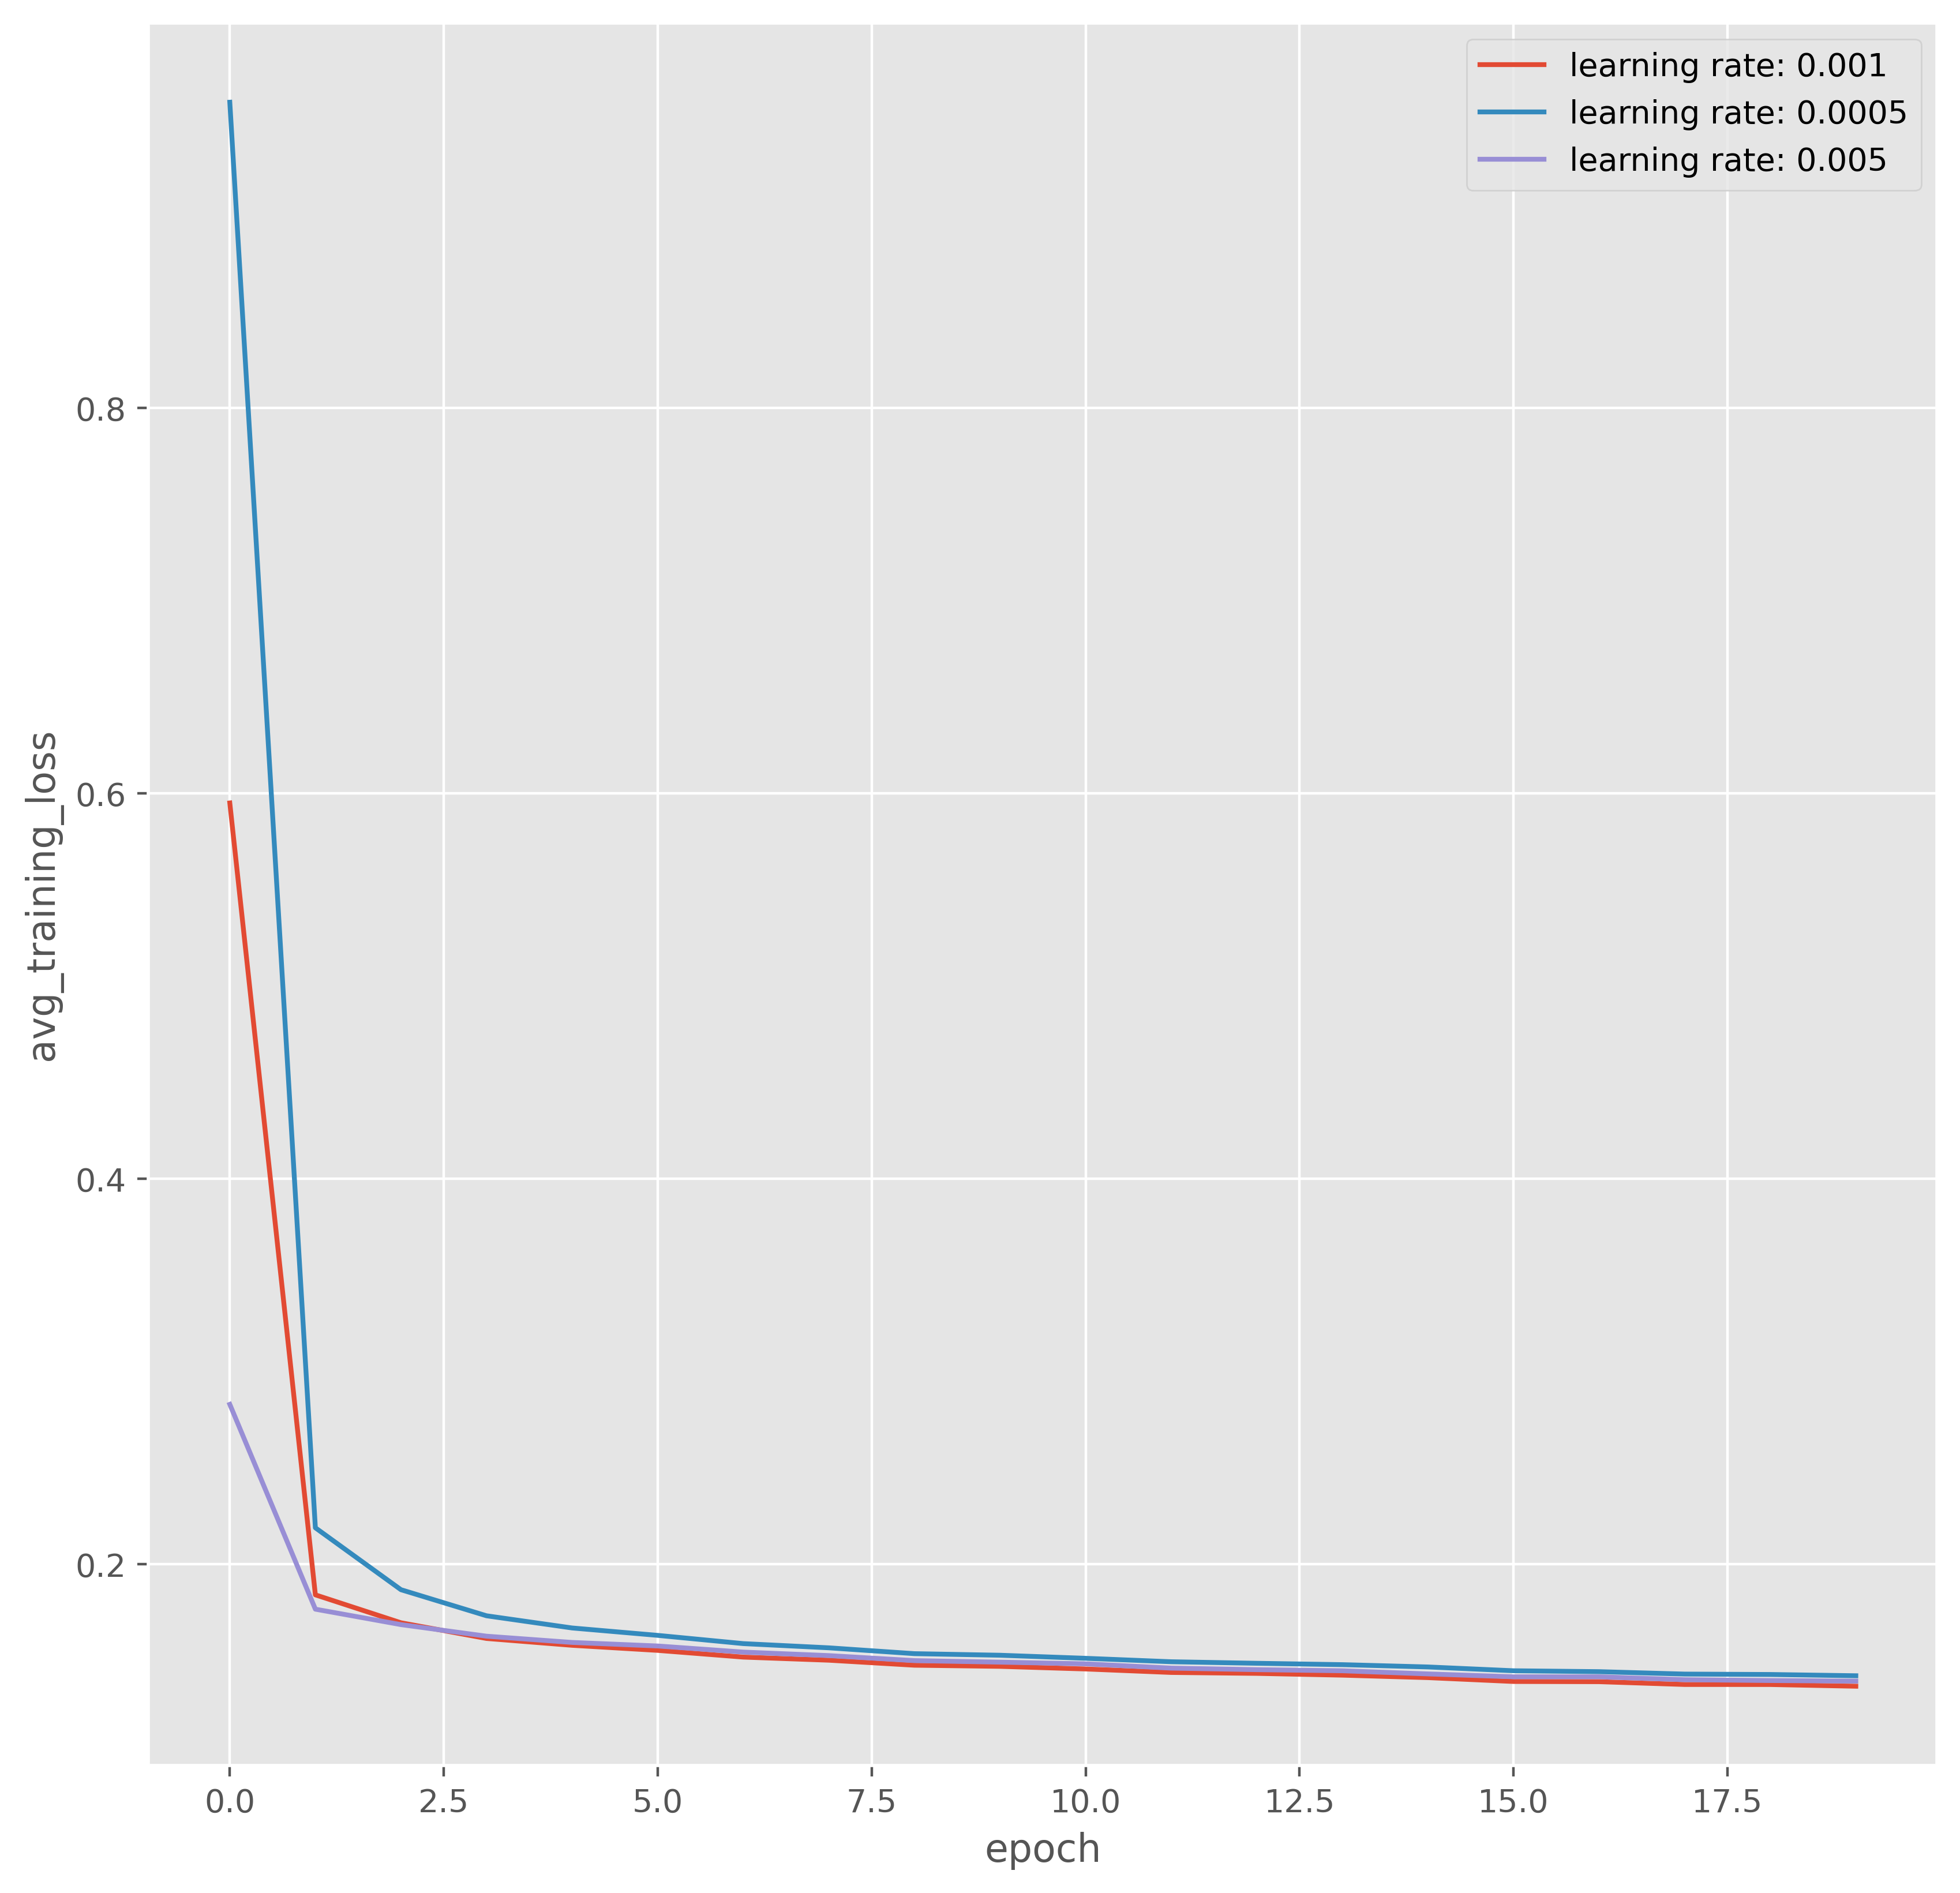 learning rate: 0.001
learning rate: 0.0005
learning rate: 0.005
avg_training_loss
0.8
0.6
0.4
0.2
0.0 2.5 5.0 7.5 10.0 12.5 15.0 17.5
epoch